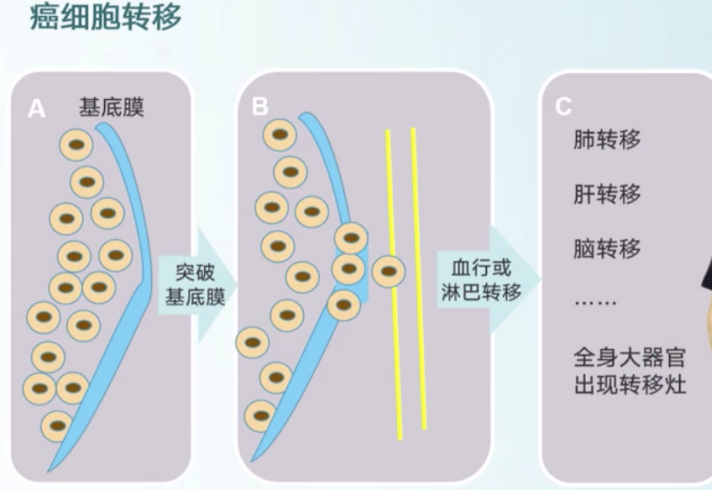 癌细胞转移
A
基底膜
突破
基底膜
B
血行或
淋巴转移
C
肺转移
肝转移
脑转移
……
全身大器官
出现转移灶